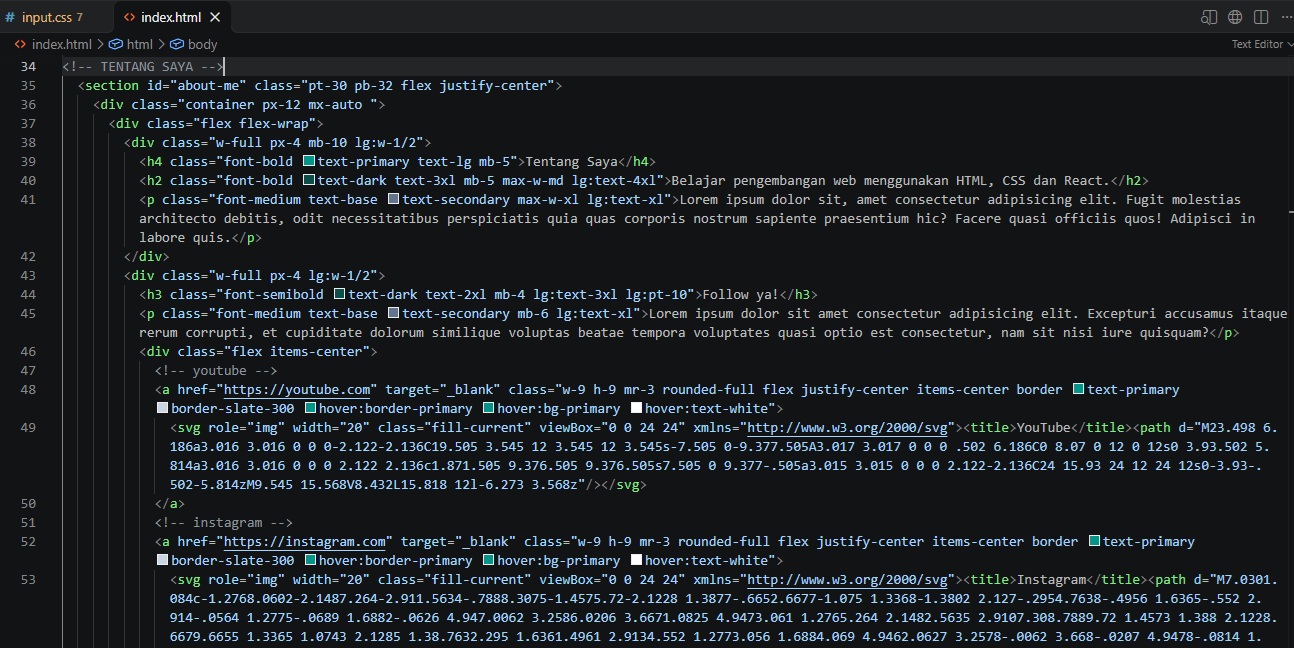 # input.css 7
<> index.html ×
<> index.html > html > body
Text Editor
34 <!-- TENTANG SAYA -->
35 <section id="about-me" class="pt-30 pb-32 flex justify-center">
36 <div class="container px-12 mx-auto ">
37 <div class="flex flex-wrap">
38 <div class="w-full px-4 mb-10 lg:w-1/2">
39 <h4 class="font-bold text-primary text-lg mb-5">Tentang Saya</h4>
40 <h2 class="font-bold text-dark text-3xl mb-5 max-w-md lg:text-4xl">Belajar pengembangan web menggunakan HTML, CSS dan React.</h2>
41 <p class="font-medium text-base text-secondary max-w-xl lg:text-xl">Lorem ipsum dolor sit, amet consectetur adipisicing elit. Fugit molestias
architecto debitis, odit necessitatibus perspiciatis quia quas corporis nostrum sapiente praesentium hic? Facere quasi officiis quos! Adipisci in
labore quis.</p>
42 </div>
43 <div class="w-full px-4 lg:w-1/2">
44 <h3 class="font-semibold text-dark text-2xl mb-4 lg:text-3xl lg:pt-10">Follow ya!</h3>
45 <p class="font-medium text-base text-secondary mb-6 lg:text-xl">Lorem ipsum dolor sit amet consectetur adipisicing elit. Excepturi accusamus itaque
rerum corrupti, et cupiditate dolorum similique voluptas beatae tempora voluptates quasi optio est consectetur, nam sit nisi iure quisquam?</p>
46 <div class="flex items-center">
47 <!-- youtube -->
48 <a href="https://youtube.com" target="_blank" class="w-9 h-9 mr-3 rounded-full flex justify-center items-center border text-primary
border-slate-300 hover:border-primary hover:bg-primary hover:text-white">
49 <svg role="img" width="20" class="fill-current" viewBox="0 0 24 24" xmlns="http://www.w3.org/2000/svg"><title>YouTube</title><path d="M23.498 6.
186a3.016 3.016 0 0 0-2.122-2.136C19.505 3.545 12 3.545 12 3.545s-7.505 0-9.377.505A3.017 3.017 0 0 0 .502 6.186C0 8.07 0 12 0 12s0 3.93.502 5.
814a3.016 3.016 0 0 0 2.122 2.136c1.871.505 9.376.505 9.376.505s7.505 0 9.377-.505a3.015 3.015 0 0 0 2.122-2.136C24 15.93 24 12 24 12s0-3.93-.
502-5.814zM9.545 15.568V8.432L15.818 12l-6.273 3.568z"/></svg>
50 </a>
51 <!-- instagram -->
52 <a href="https://instagram.com" target="_blank" class="w-9 h-9 mr-3 rounded-full flex justify-center items-center border text-primary
border-slate-300 hover:border-primary hover:bg-primary hover:text-white">
53 <svg role="img" width="20" class="fill-current" viewBox="0 0 24 24" xmlns="http://www.w3.org/2000/svg"><title>Instagram</title><path d="M7.0301.
084c-1.2768.0602-2.1487.264-2.911.5634-.7888.3075-1.4575.72-2.1228 1.3877-.6652.6677-1.075 1.3368-1.3802 2.127-.2954.7638-.4956 1.6365-.552 2.
914-.0564 1.2775-.0689 1.6882-.0626 4.947.0062 3.2586.0206 3.6671.0825 4.9473.061 1.2765.264 2.1482.5635 2.9107.308.7889.72 1.4573 1.388 2.1228.
6679.6655 1.3365 1.0743 2.1285 1.38.7632.295 1.6361.4961 2.9134.552 1.2773.056 1.6884.069 4.9462.0627 3.2578-.0062 3.668-.0207 4.9478-.0814 1.